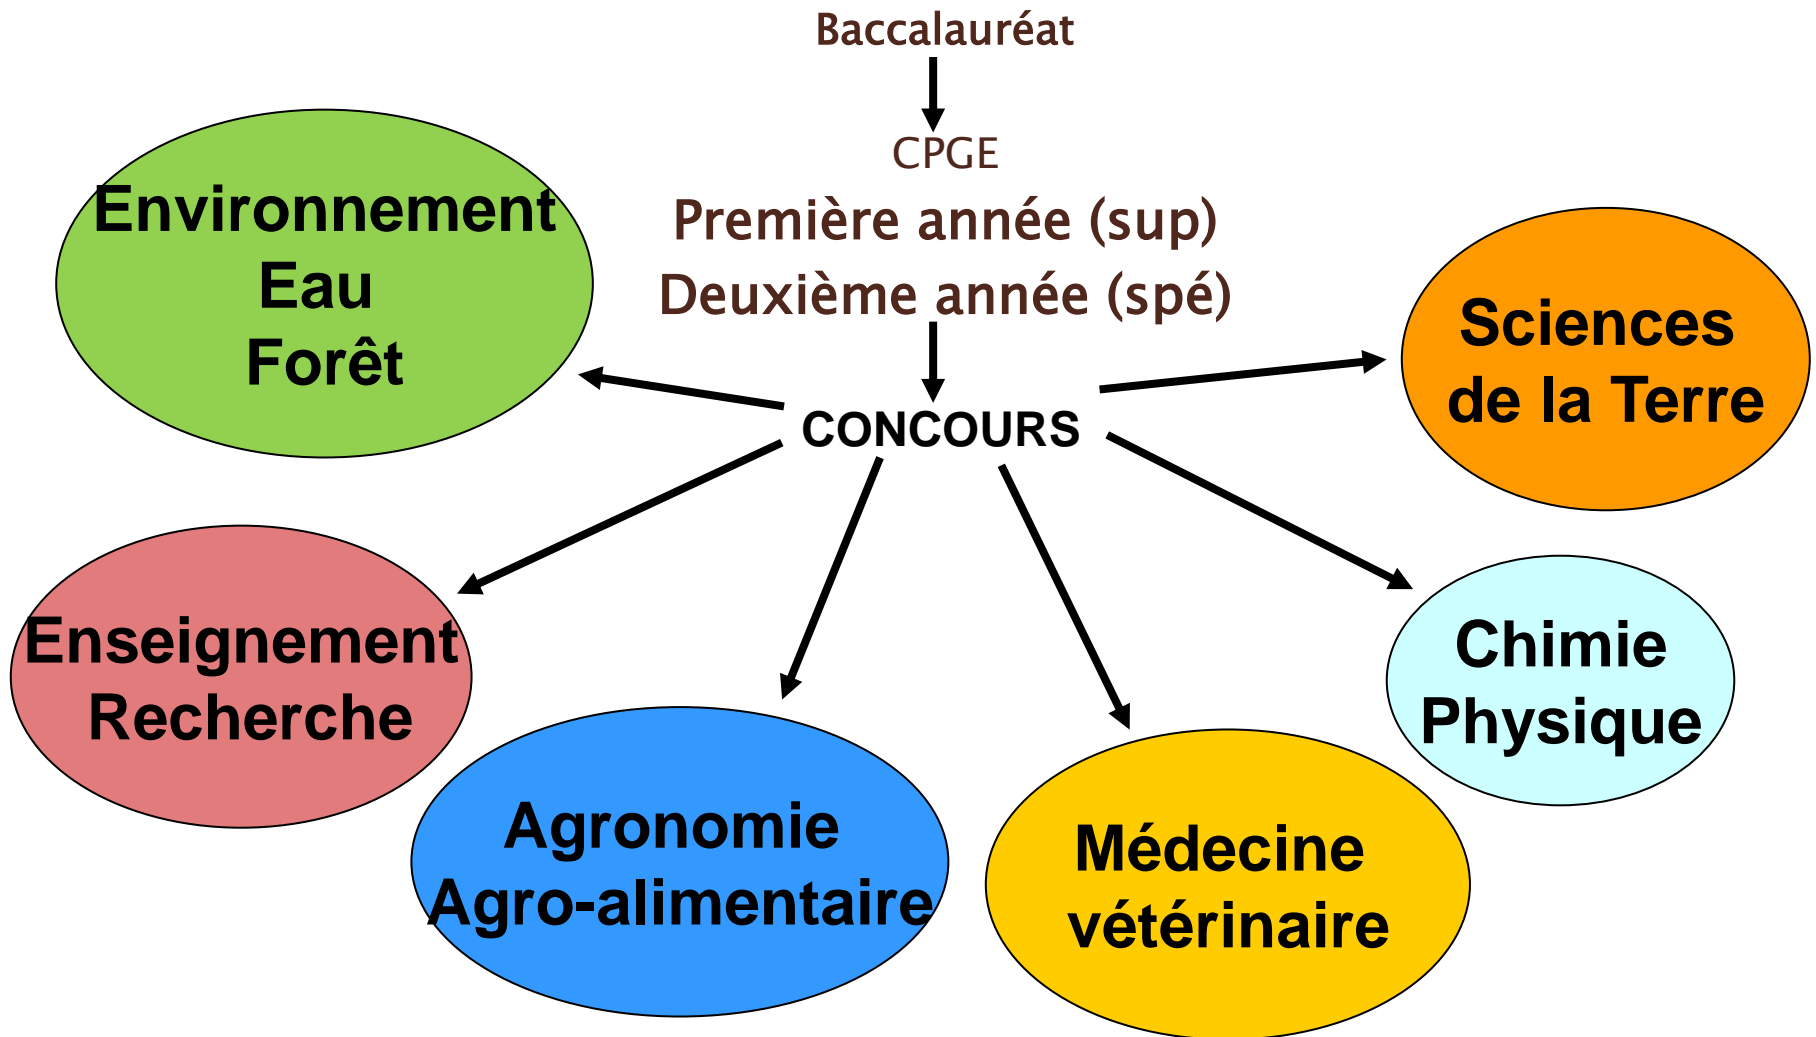 Baccalauréat
CPGE
Première année (sup)
Deuxième année (spé)
CONCOURS
Environnement
Eau
Forêt
Sciences
de la Terre
Enseignement
Recherche
Chimie
Physique
Agronomie
Agro-alimentaire
Médecine
vétérinaire